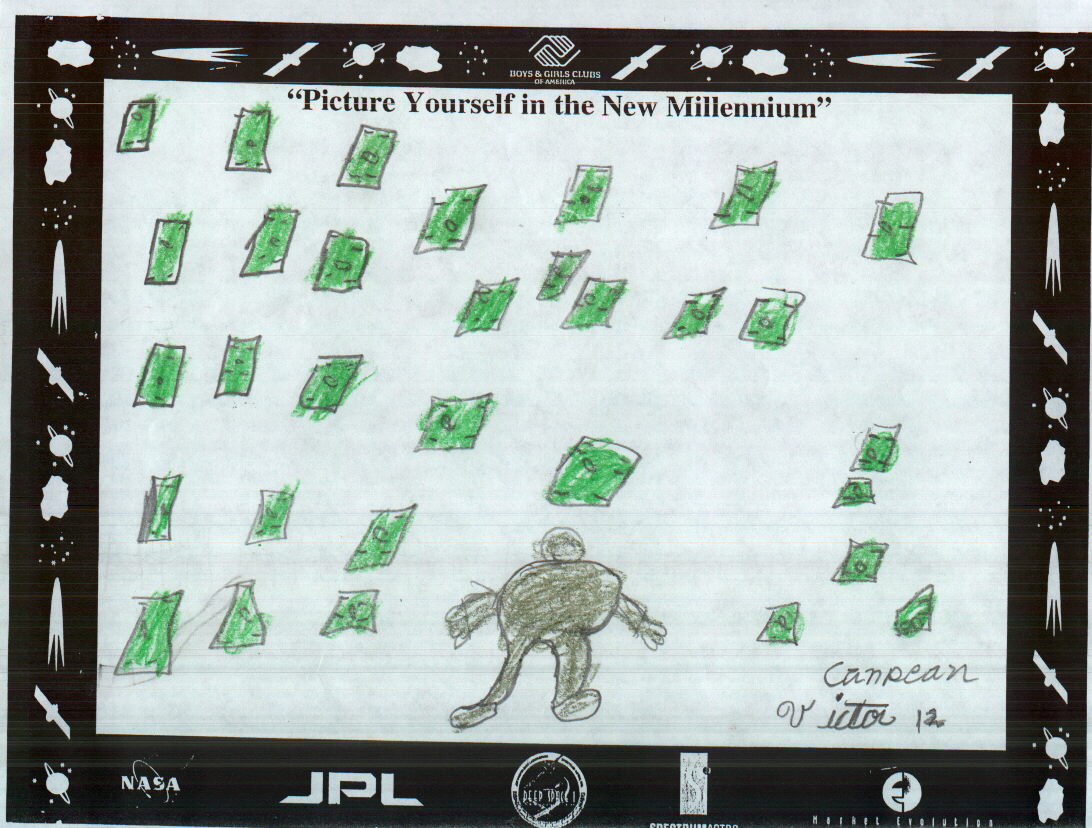 BOYS & GIRLS CLUBS
OF AMERICA
“Picture Yourself in the New Millennium”
Canpean
Victor 12
NASA
JPL
DEEP SPACE 1
SPECTRUMASTRO
Market Evolution